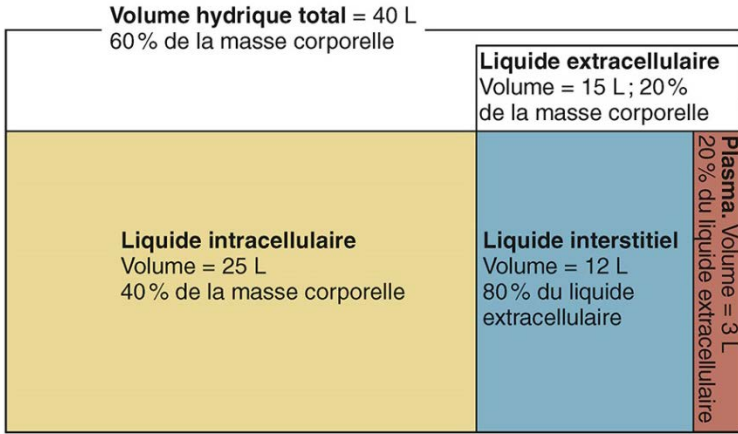 Volume hydrique total = 40 L
60 % de la masse corporelle
Liquide extracellulaire
Volume = 15 L ; 20 %
de la masse corporelle
Liquide intracellulaire
Volume = 25 L
40 % de la masse corporelle
Liquide interstitiel
Volume = 12 L
80 % du liquide
extracellulaire
Plasma. Volume = 3 L
20 % du liquide extracellulaire